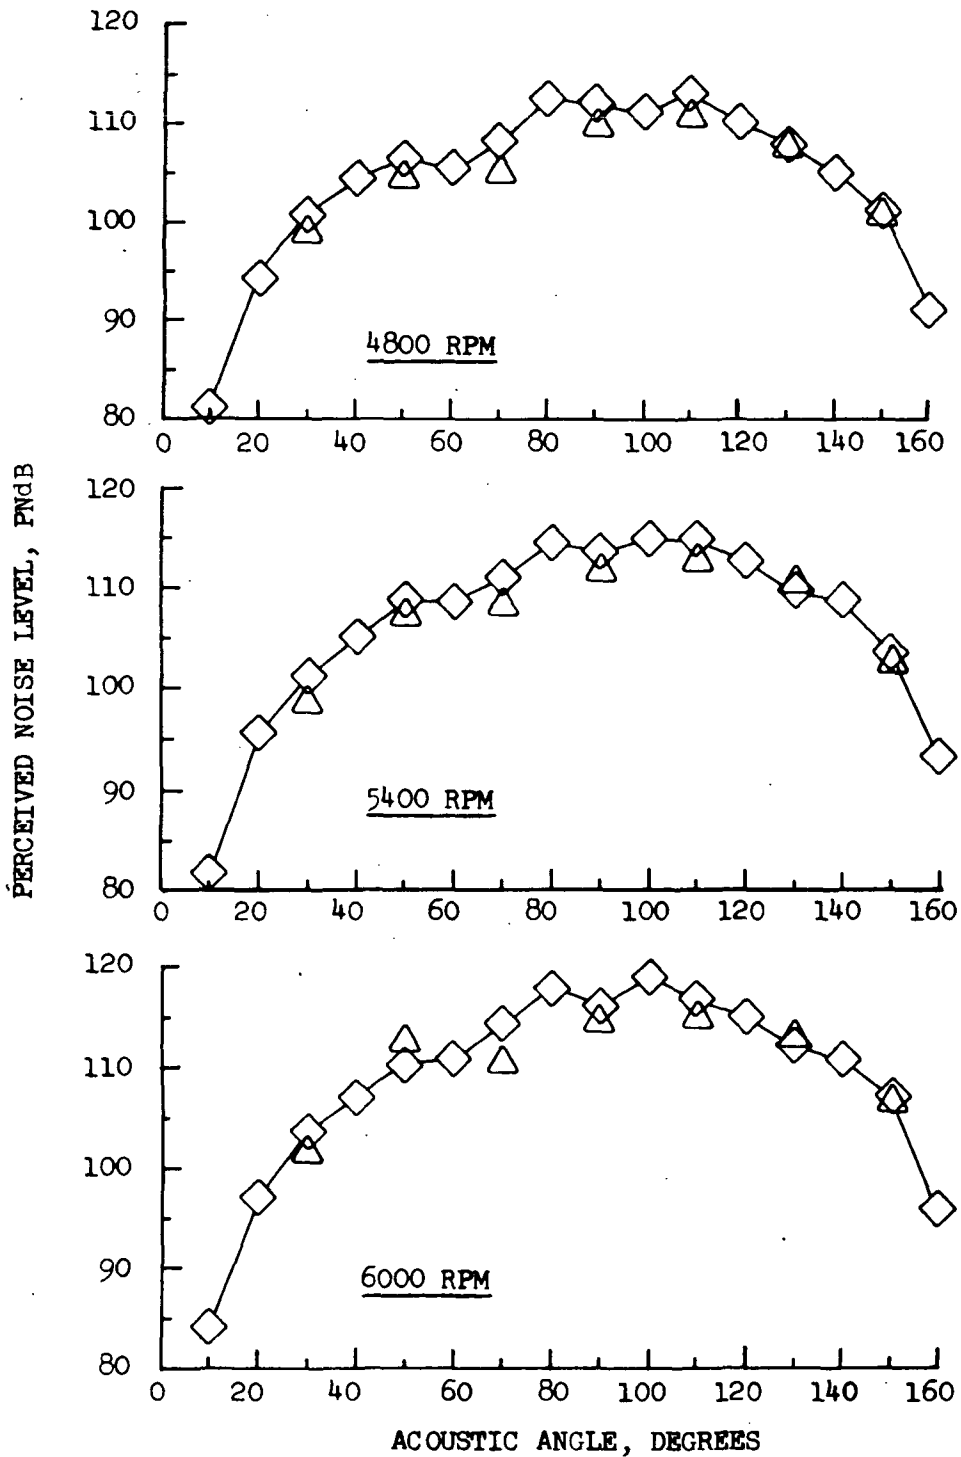 PERCEIVED NOISE LEVEL, PNdB
120
110
100
90
80
4800 RPM
0 20 40 60 80 100 120 140 160
120
110
100
90
80
5400 RPM
0 20 40 60 80 100 120 140 160
120
110
100
90
80
6000 RPM
0 20 40 60 80 100 120 140 160
ACOUSTIC ANGLE, DEGREES